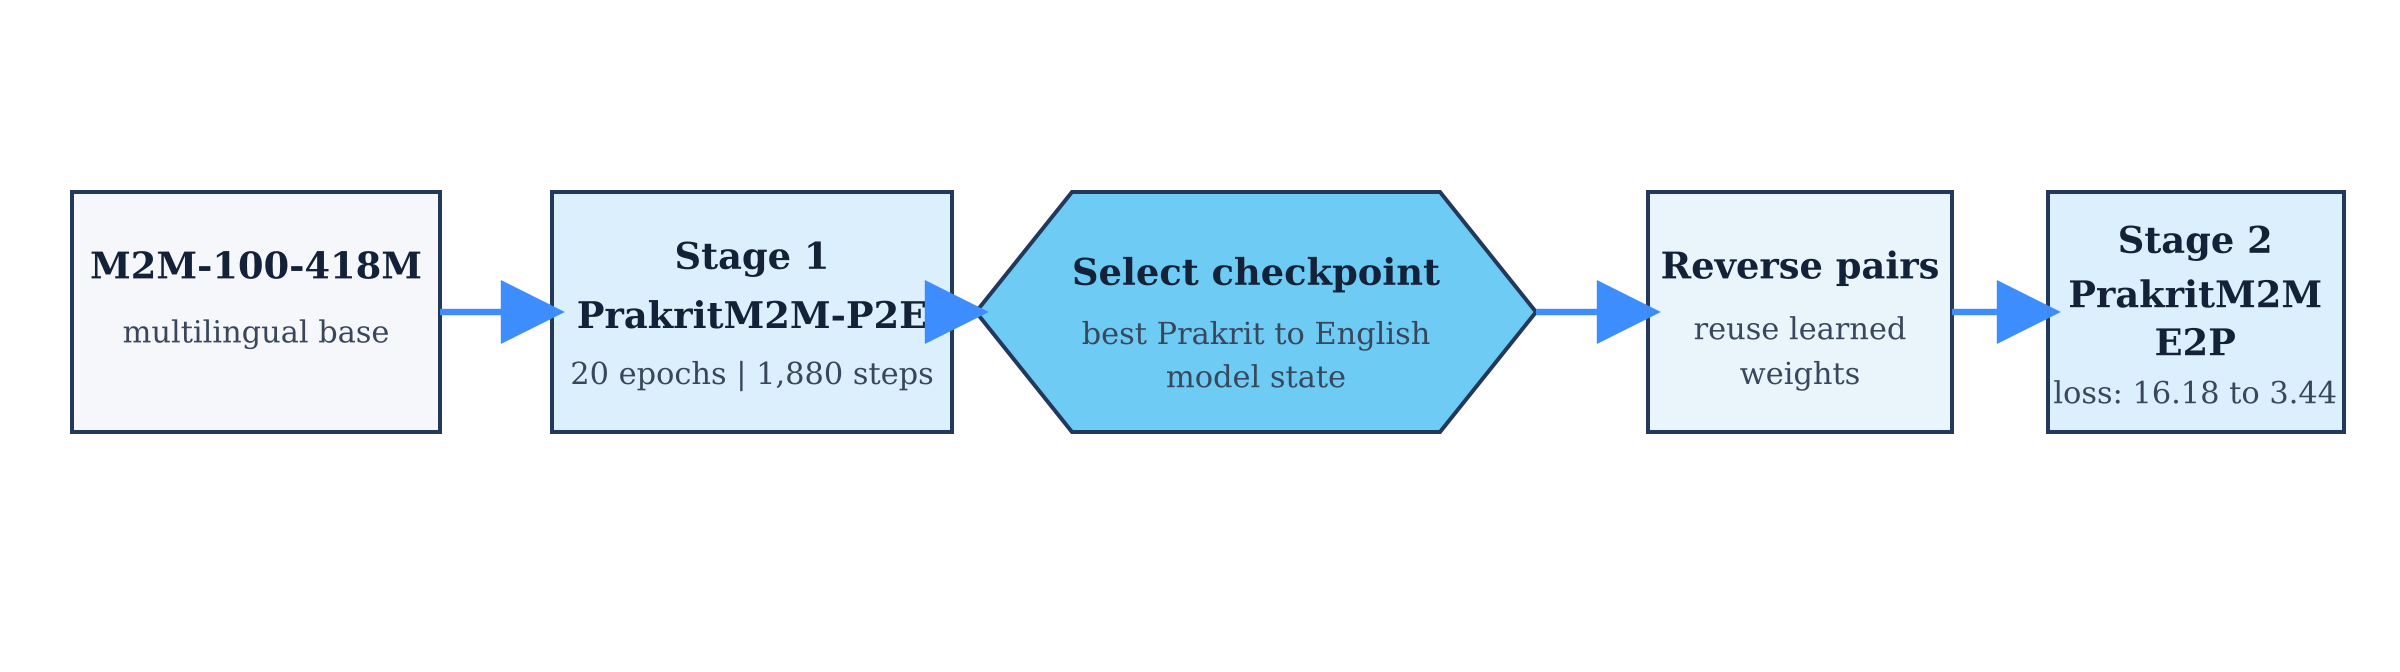 M2M-100-418M
multilingual base
Stage 1
PrakritM2M-P2E
20 epochs | 1,880 steps
Select checkpoint
best Prakrit to English
model state
Reverse pairs
reuse learned
weights
Stage 2
PrakritM2M
E2P
loss: 16.18 to 3.44